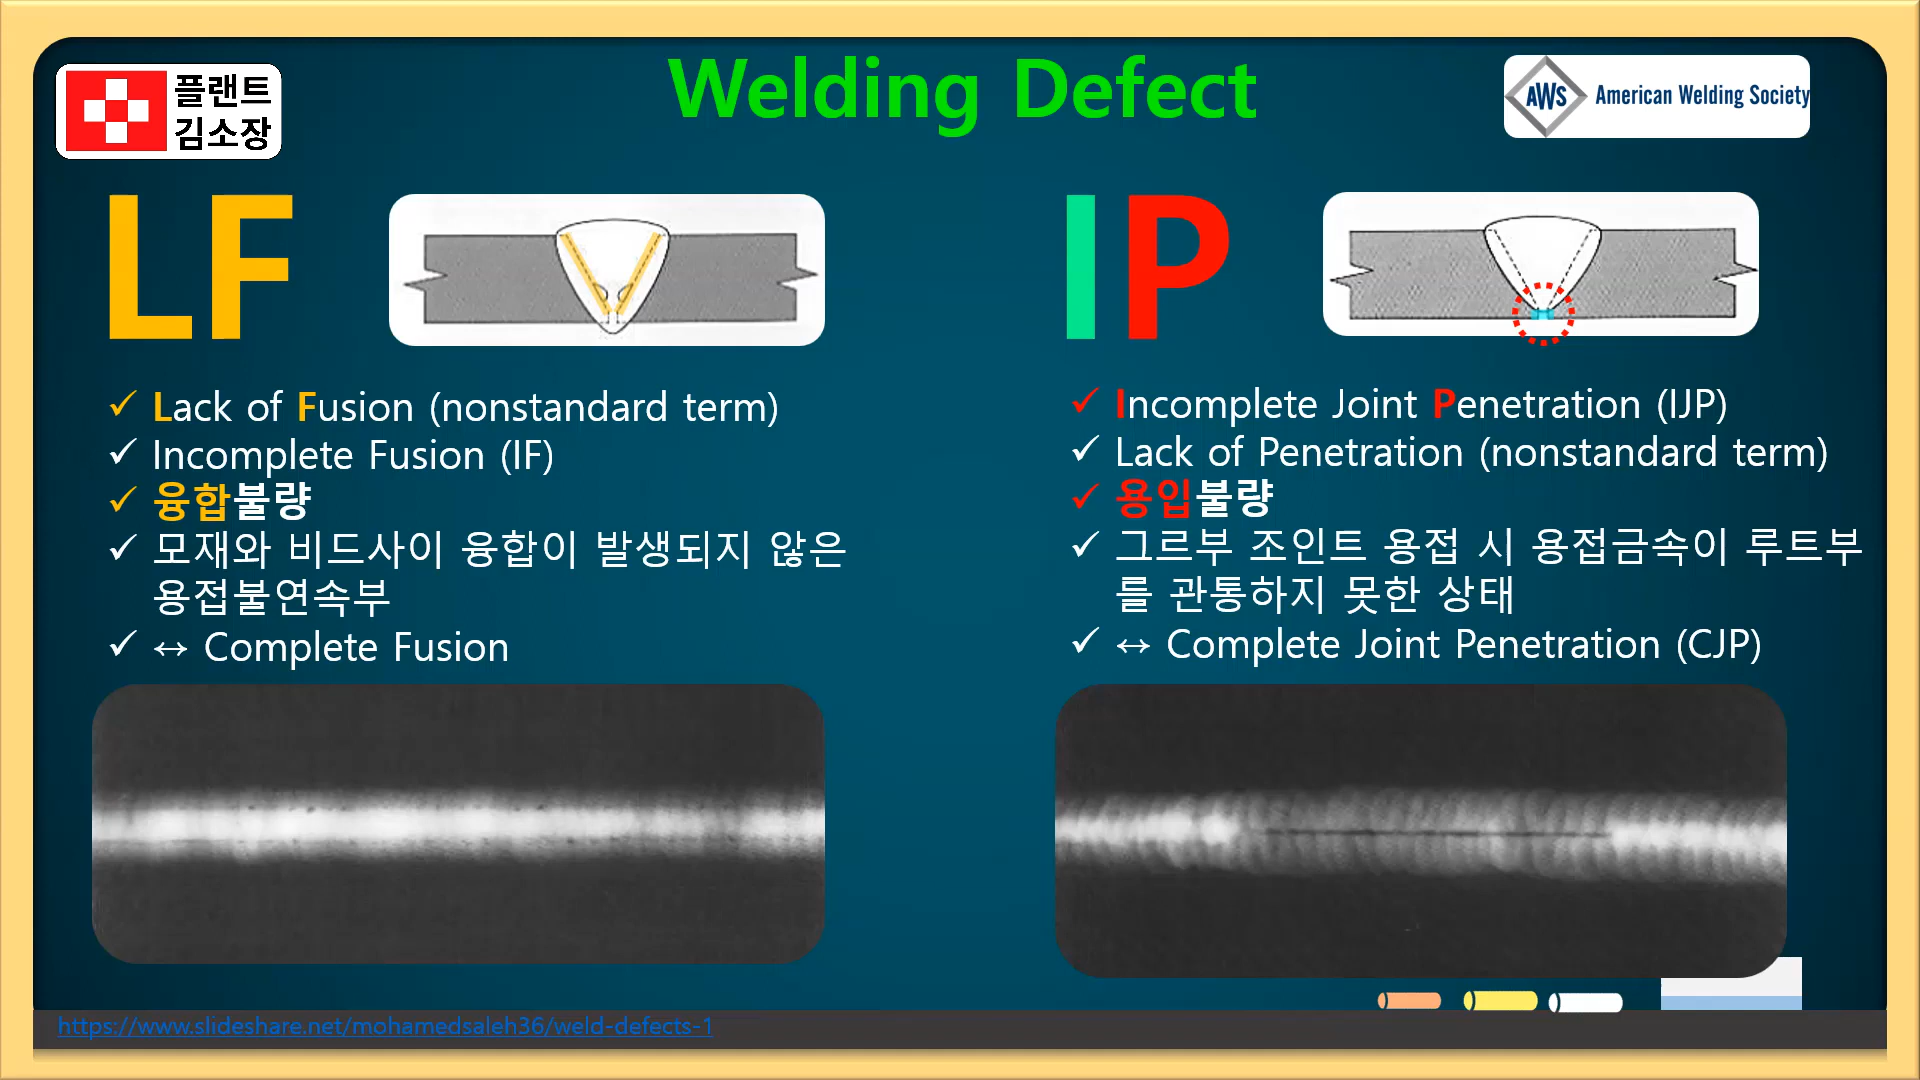 플랜트
김소장
Welding Defect
AWS American Welding Society
LF
✓ Lack of Fusion (nonstandard term)
✓ Incomplete Fusion (IF)
✓ 융합불량
✓ 모재와 비드사이 융합이 발생되지 않은
용접불연속부
✓ ↔ Complete Fusion
IP
✓ Incomplete Joint Penetration (IJP)
✓ Lack of Penetration (nonstandard term)
✓ 용입불량
✓ 그르부 조인트 용접 시 용접금속이 루트부
를 관통하지 못한 상태
✓ ↔ Complete Joint Penetration (CJP)
https://www.slideshare.net/mohamedsaleh36/weld-defects-1